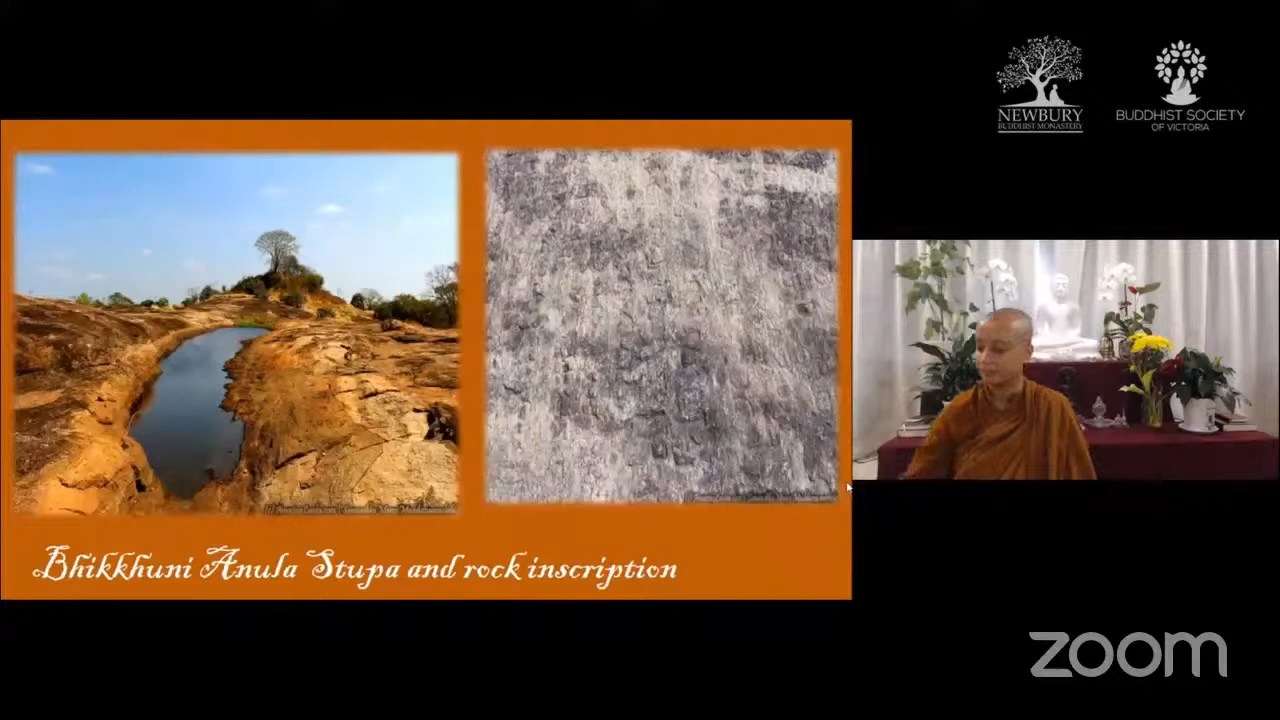 NEWBURY
BUDDHIST MONASTERY
BUDDHIST SOCIETY
OF VICTORIA
Bhikkhuni Anula Stupa and rock inscription
zoom